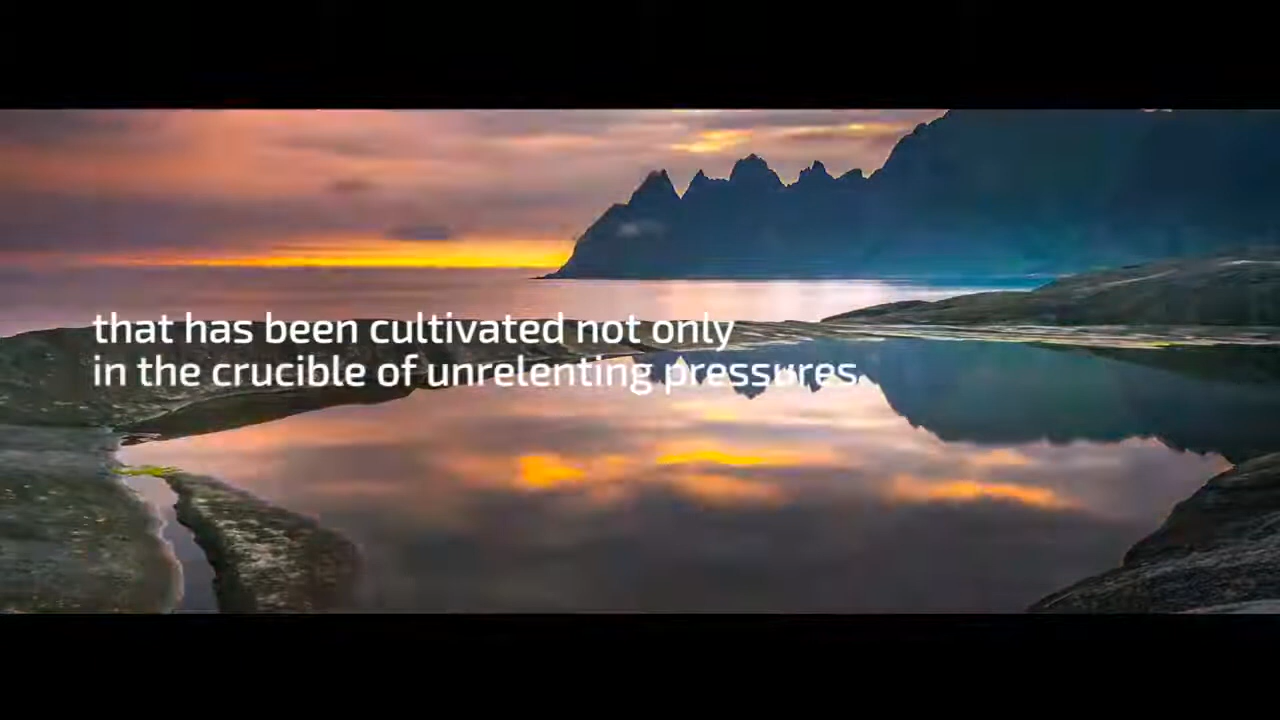 that has been cultivated not only
in the crucible of unrelenting pressures.